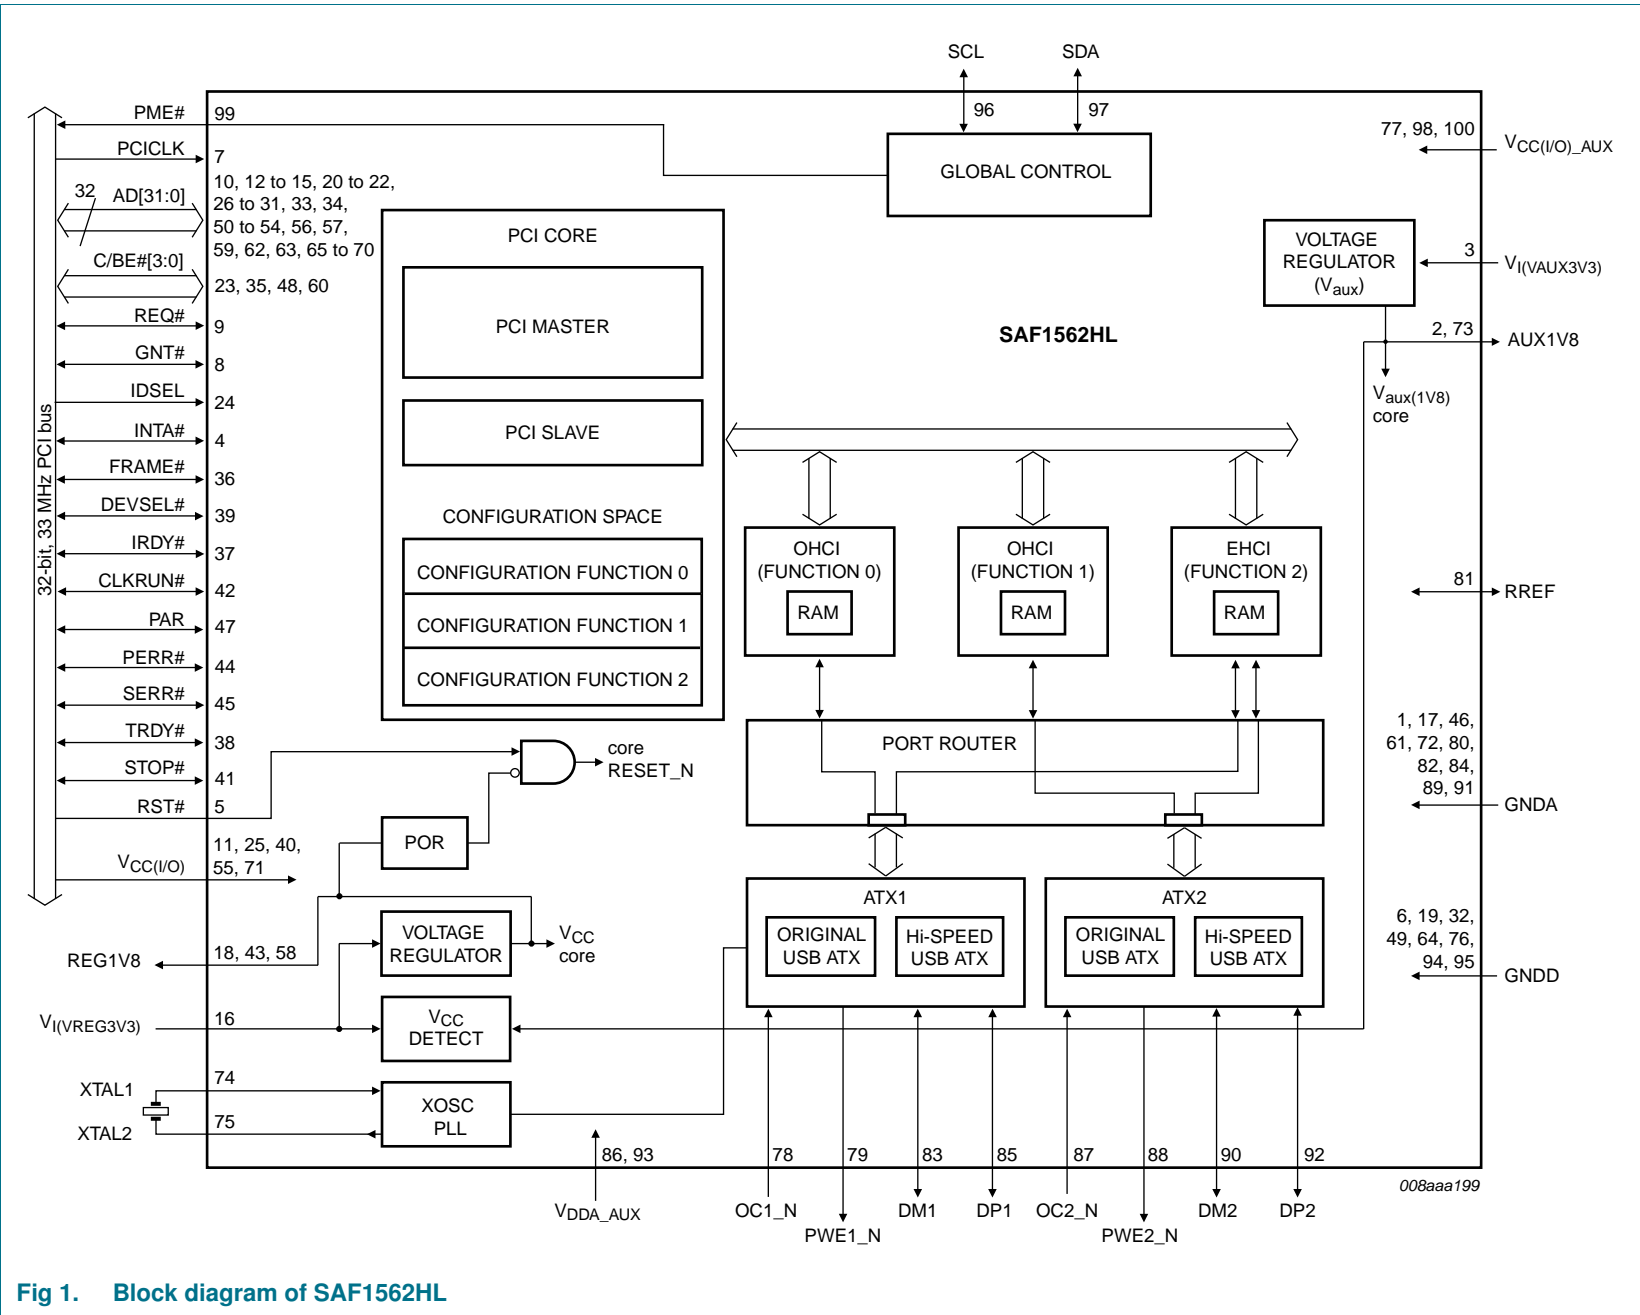 SCL
SDA
96
97
PME#
99
PCICLK
7
32
AD[31:0]
10, 12 to 15, 20 to 22,
26 to 31, 33, 34,
50 to 54, 56, 57,
59, 62, 63, 65 to 70
C/BE#[3:0]
23, 35, 48, 60
REQ#
9
GNT#
8
IDSEL
24
INTA#
4
FRAME#
36
DEVSEL#
39
IRDY#
37
CLKRUN#
42
PAR
47
PERR#
44
SERR#
45
TRDY#
38
STOP#
41
RST#
5
VCC(I/O)
11, 25, 40,
55, 71
32-bit, 33 MHz PCI bus
REG1V8
18, 43, 58
VI(VREG3V3)
16
XTAL1
74
XTAL2
75
GLOBAL CONTROL
PCI CORE
PCI MASTER
PCI SLAVE
CONFIGURATION SPACE
CONFIGURATION FUNCTION 0
CONFIGURATION FUNCTION 1
CONFIGURATION FUNCTION 2
SAF1562HL
77, 98, 100
VCC(I/O)_AUX
VOLTAGE
REGULATOR
(Vaux)
3
VI(VAUX3V3)
2, 73
AUX1V8
Vaux(1V8)
core
OHCI
(FUNCTION 0)
RAM
OHCI
(FUNCTION 1)
RAM
EHCI
(FUNCTION 2)
RAM
81
RREF
PORT ROUTER
core
RESET_N
POR
1, 17, 46,
61, 72, 80,
82, 84,
89, 91
GNDA
VOLTAGE
REGULATOR
VCC
core
VCC
DETECT
XOSC
PLL
ATX1
ORIGINAL
USB ATX
Hi-SPEED
USB ATX
ATX2
ORIGINAL
USB ATX
Hi-SPEED
USB ATX
6, 19, 32,
49, 64, 76,
94, 95
GNDD
86, 93
VDDA_AUX
78
OC1_N
79
PWE1_N
83
DM1
85
DP1
87
OC2_N
88
PWE2_N
90
DM2
92
DP2
008aaa199
Fig 1. Block diagram of SAF1562HL